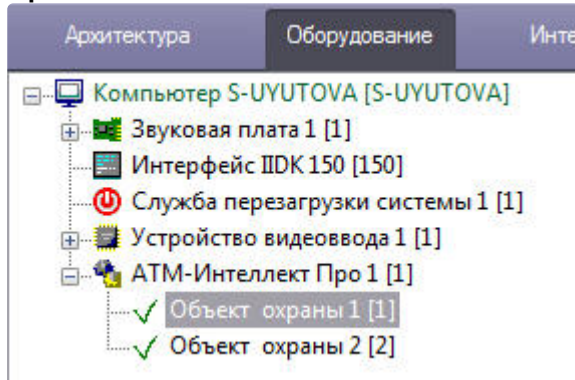 Архитектура Оборудование Инте
Компьютер S-UYUTOVA [S-UYUTOVA]
Звуковая плата 1 [1]
Интерфейс IIDK 150 [150]
Служба перезагрузки системы 1 [1]
Устройство видеоввода 1 [1]
АТМ-Интеллект Про 1 [1]
Объект охраны 1 [1]
Объект охраны 2 [2]